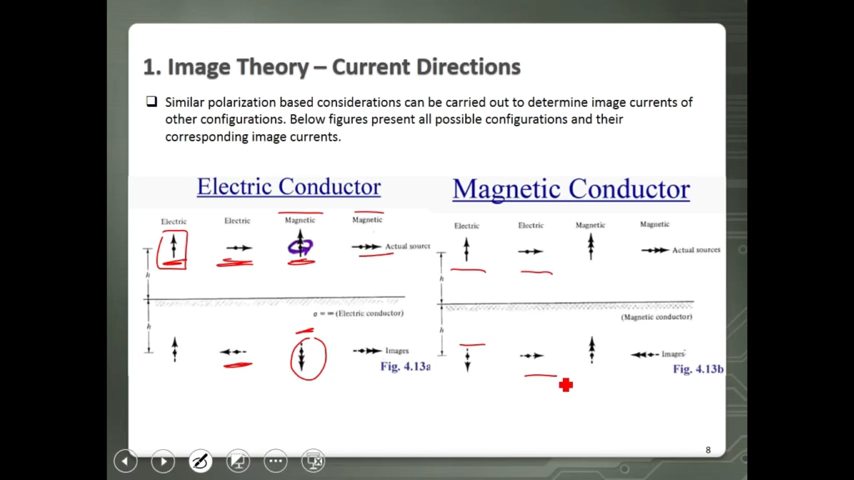 1. Image Theory – Current Directions
Similar polarization based considerations can be carried out to determine image currents of
other configurations. Below figures present all possible configurations and their
corresponding image currents.
Electric Conductor
Magnetic Conductor
Electric Electric Magnetic Magnetic
Electric Electric Magnetic Magnetic
Actual source
Actual sources
h
h
σ = ∞ (Electric conductor)
(Magnetic conductor)
h
h
Images
Images
Fig. 4.13a
Fig. 4.13b
8